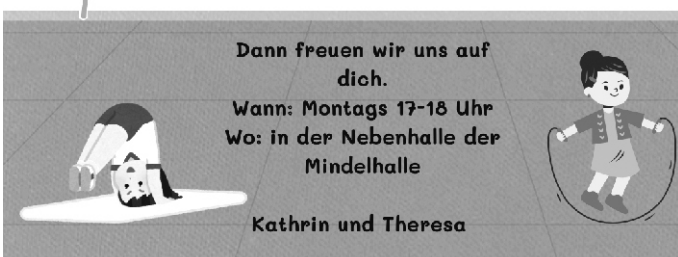 Dann freuen wir uns auf
dich.
Wann: Montags 17-18 Uhr
Wo: in der Nebenhalle der
Mindelhalle
Kathrin und Theresa